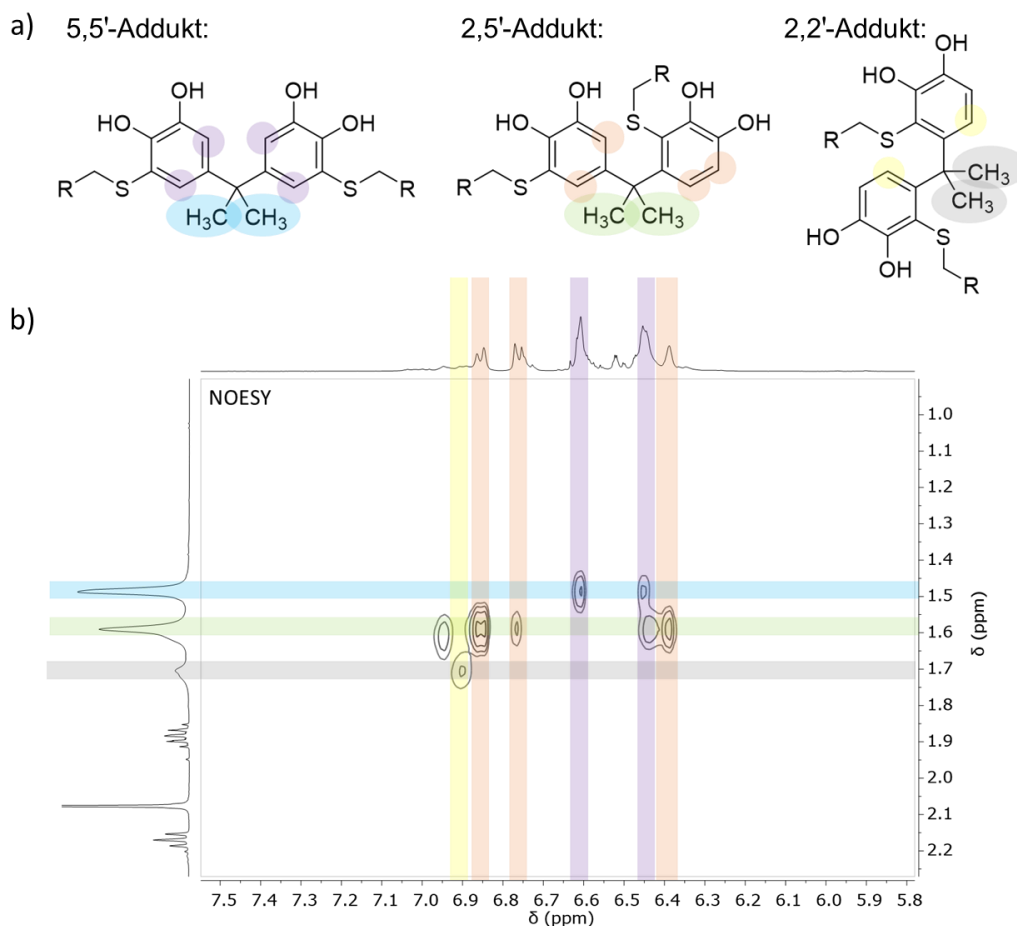 a) 5,5'-Addukt: 2,5'-Addukt: 2,2'-Addukt:
OH
HO
OH
OH
S
R
S
R
H₃C
CH₃
OH
HO
R
S
OH
OH
R
S
H₃C
CH₃
OH
HO
S
R
CH₃
CH₃
HO
OH
S
R
b)
NOESY
1.0
1.1
1.2
1.3
1.4
1.5
1.6
1.7
1.8
1.9
2.0
2.1
2.2
δ (ppm)
7.5 7.4 7.3 7.2 7.1 7.0 6.9 6.8 6.7 6.6 6.5 6.4 6.3 6.2 6.1 6.0 5.9 5.8
δ (ppm)